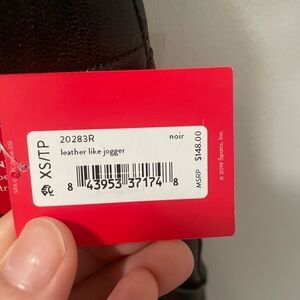 20283R
noir
leather like jogger
XS/TP
8 43953 37174 8
MSRP $148.00
© 2019 Spanx, Inc.